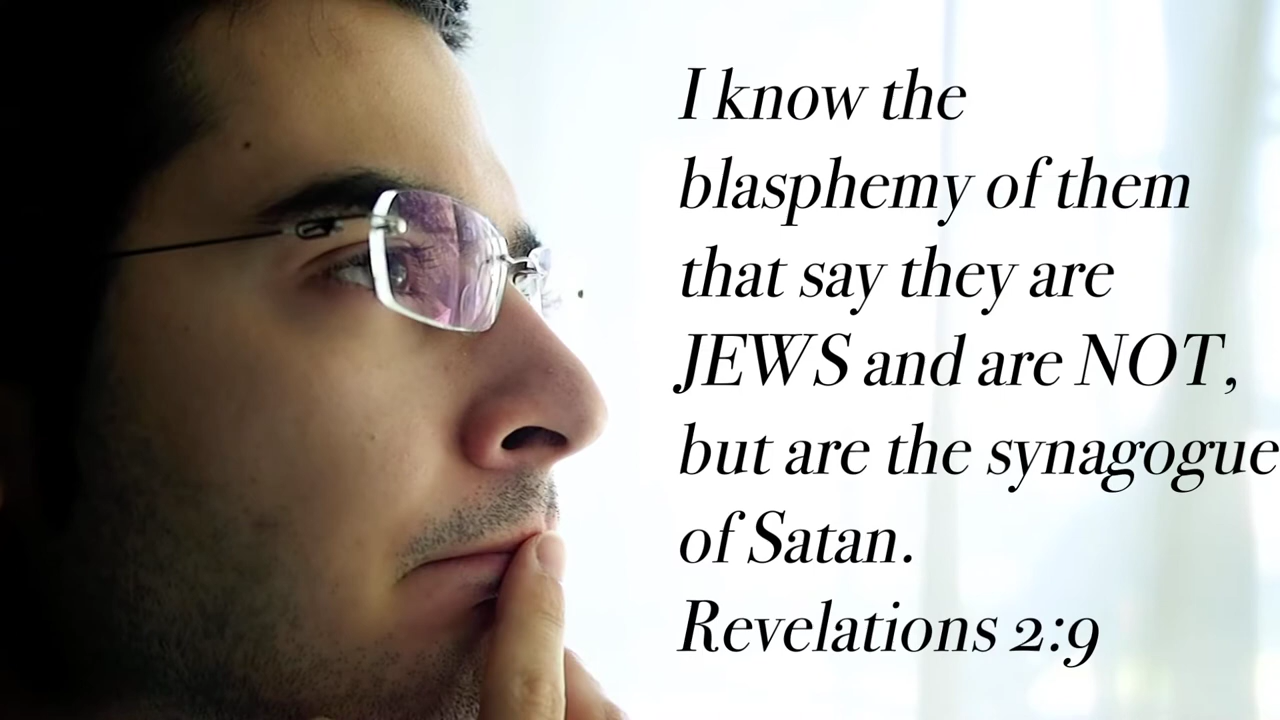 I know the
blasphemy of them
that say they are
JEWS and are NOT,
but are the synagogue
of Satan.
Revelations 2:9